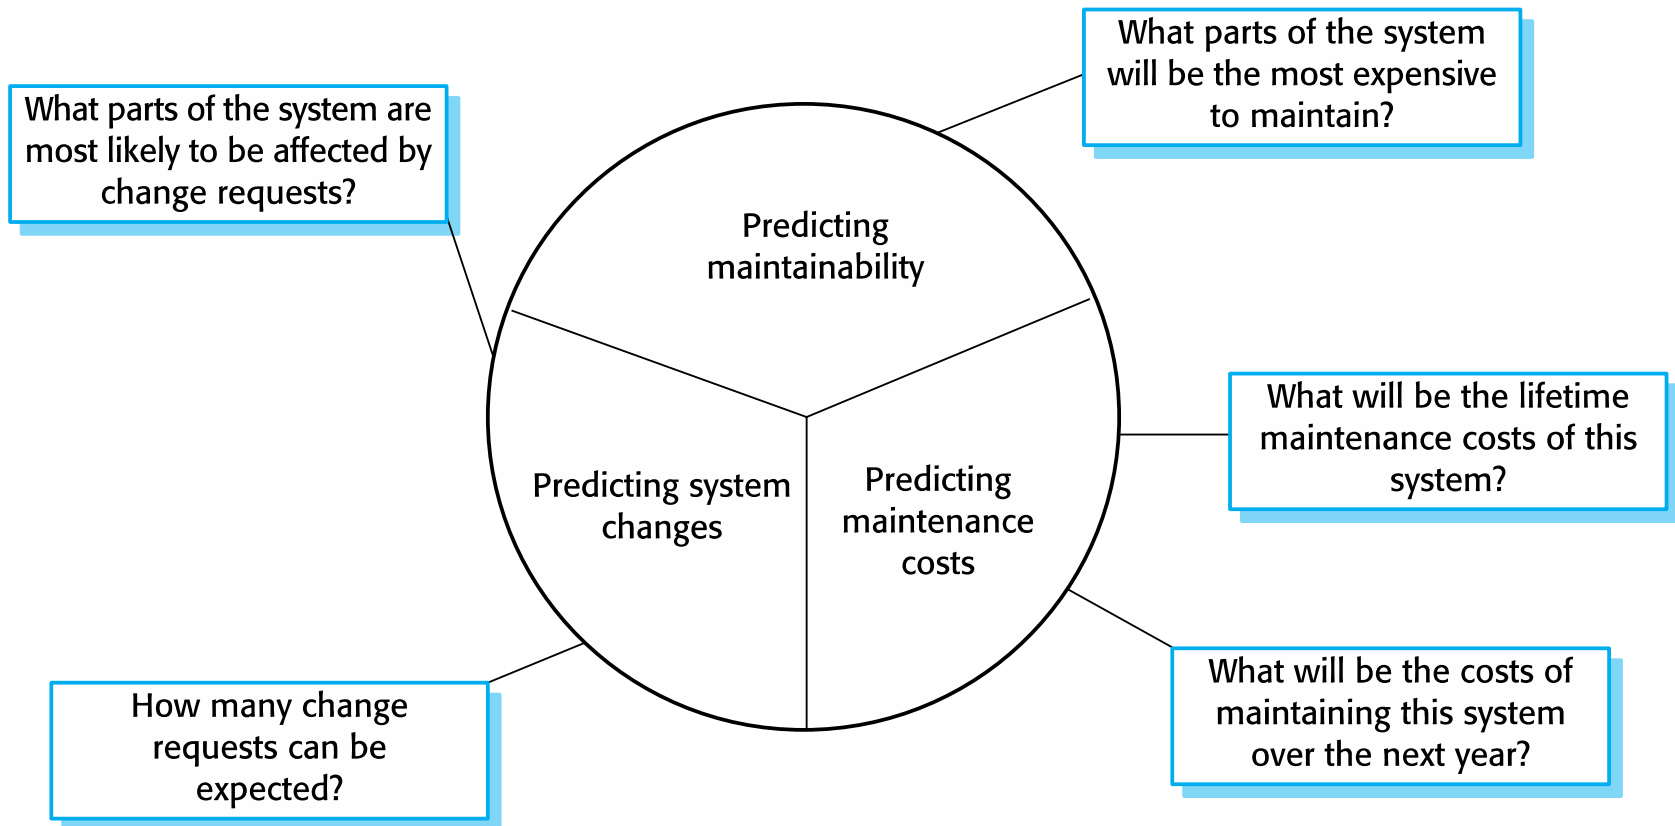 What parts of the system
will be the most expensive
to maintain?
What parts of the system are
most likely to be affected by
change requests?
Predicting
maintainability
What will be the lifetime
maintenance costs of this
system?
Predicting system
changes
Predicting
maintenance
costs
How many change
requests can be
expected?
What will be the costs of
maintaining this system
over the next year?